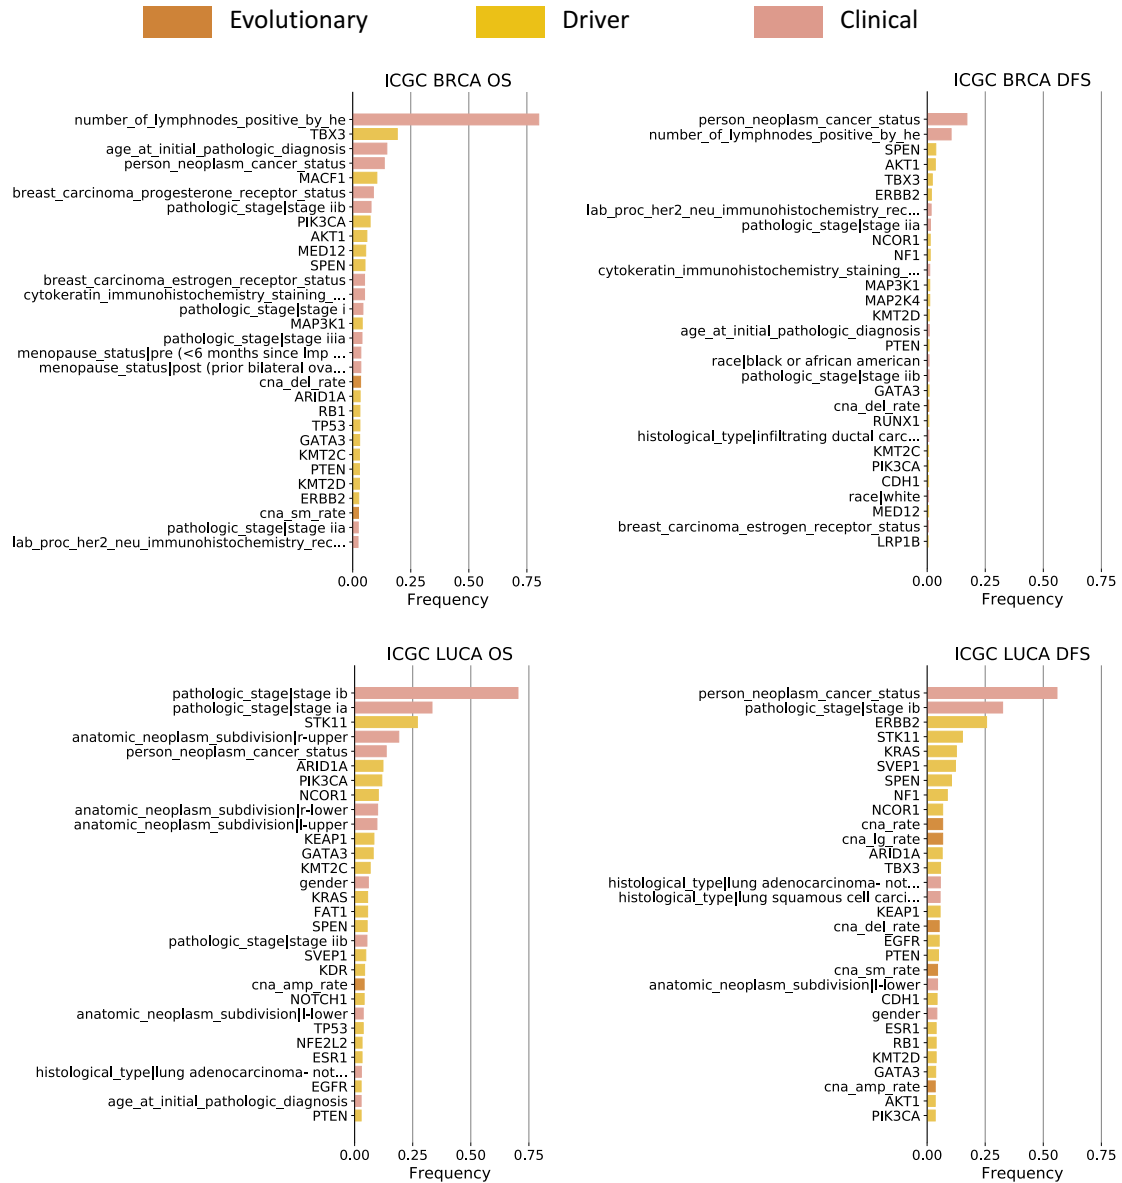 Evolutionary
Driver
Clinical
ICGC BRCA OS
number_of_lymphnodes_positive_by_he
TBX3
age_at_initial_pathologic_diagnosis
person_neoplasm_cancer_status
MACF1
breast_carcinoma_progesterone_receptor_status
pathologic_stage|stage iib
PIK3CA
AKT1
MED12
SPEN
breast_carcinoma_estrogen_receptor_status
cytokeratin_immunohistochemistry_staining_...
pathologic_stage|stage i
MAP3K1
pathologic_stage|stage iiia
menopause_status|pre (<6 months since lmp ...
menopause_status|post (prior bilateral ova...
cna_del_rate
ARID1A
RB1
TP53
GATA3
KMT2C
PTEN
KMT2D
ERBB2
cna_sm_rate
pathologic_stage|stage iia
lab_proc_her2_neu_immunohistochemistry_rec...
0.00 0.25 0.50 0.75
Frequency
ICGC BRCA DFS
person_neoplasm_cancer_status
number_of_lymphnodes_positive_by_he
SPEN
AKT1
TBX3
ERBB2
lab_proc_her2_neu_immunohistochemistry_rec...
pathologic_stage|stage iia
NCOR1
NF1
cytokeratin_immunohistochemistry_staining_...
MAP3K1
MAP2K4
KMT2D
age_at_initial_pathologic_diagnosis
PTEN
race|black or african american
pathologic_stage|stage iib
GATA3
cna_del_rate
RUNX1
histological_type|infiltrating ductal carc...
KMT2C
PIK3CA
CDH1
race|white
MED12
breast_carcinoma_estrogen_receptor_status
LRP1B
0.00 0.25 0.50 0.75
Frequency
ICGC LUCA OS
pathologic_stage|stage ib
pathologic_stage|stage ia
STK11
anatomic_neoplasm_subdivision|r-upper
person_neoplasm_cancer_status
ARID1A
PIK3CA
NCOR1
anatomic_neoplasm_subdivision|r-lower
anatomic_neoplasm_subdivision|l-upper
KEAP1
GATA3
KMT2C
gender
KRAS
FAT1
SPEN
pathologic_stage|stage iib
SVEP1
KDR
cna_amp_rate
NOTCH1
anatomic_neoplasm_subdivision|l-lower
TP53
NFE2L2
ESR1
histological_type|lung adenocarcinoma- not...
EGFR
age_at_initial_pathologic_diagnosis
PTEN
0.00 0.25 0.50 0.75
Frequency
ICGC LUCA DFS
person_neoplasm_cancer_status
pathologic_stage|stage ib
ERBB2
STK11
KRAS
SVEP1
SPEN
NF1
NCOR1
cna_rate
cna_lg_rate
ARID1A
TBX3
histological_type|lung adenocarcinoma- not...
histological_type|lung squamous cell carci...
KEAP1
cna_del_rate
EGFR
PTEN
cna_sm_rate
anatomic_neoplasm_subdivision|l-lower
CDH1
gender
ESR1
RB1
KMT2D
GATA3
cna_amp_rate
AKT1
PIK3CA
0.00 0.25 0.50 0.75
Frequency